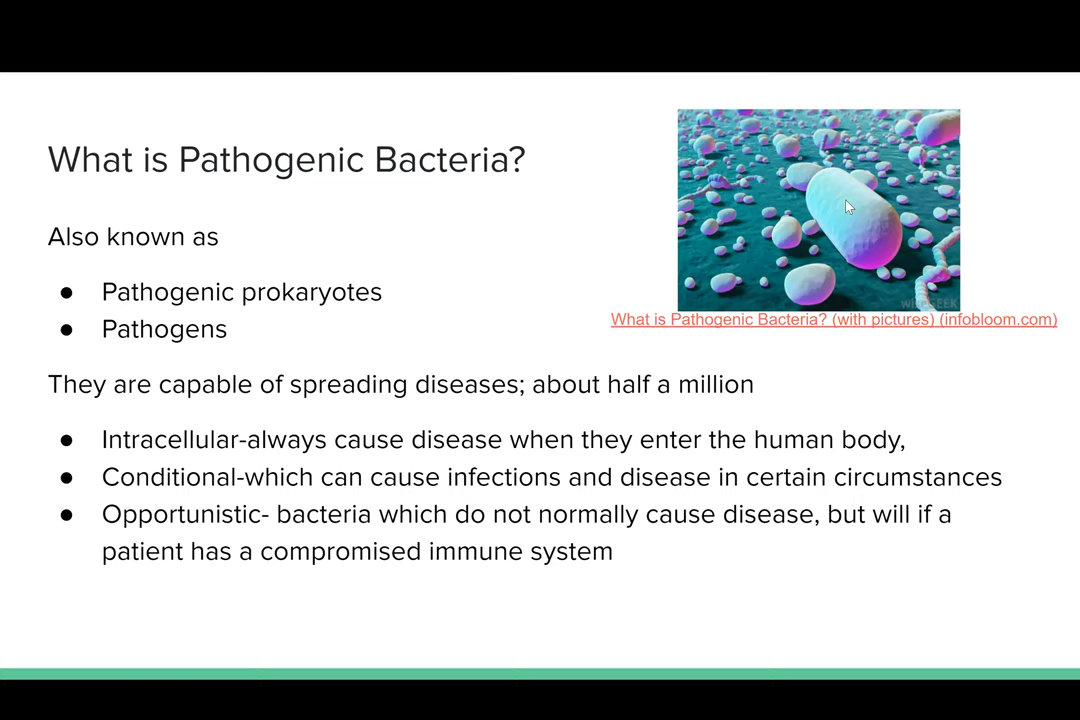 What is Pathogenic Bacteria?
Also known as
● Pathogenic prokaryotes
● Pathogens
They are capable of spreading diseases; about half a million
● Intracellular-always cause disease when they enter the human body,
● Conditional-which can cause infections and disease in certain circumstances
● Opportunistic- bacteria which do not normally cause disease, but will if a
patient has a compromised immune system
What is Pathogenic Bacteria? (with pictures) (infobloom.com)